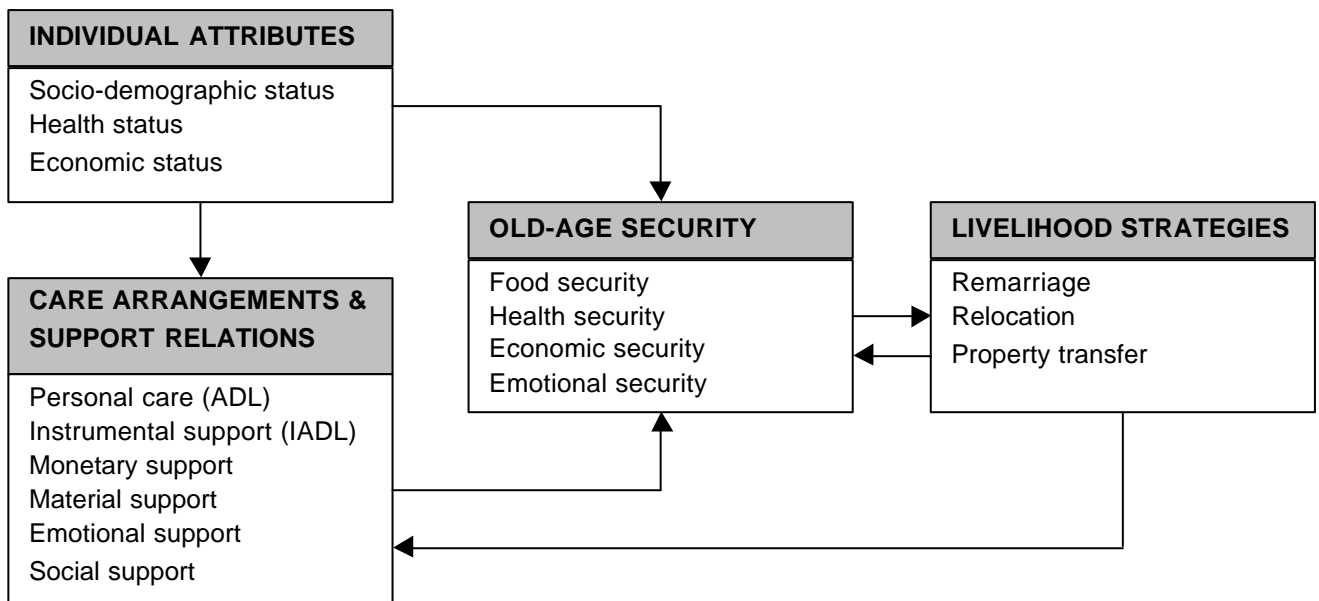 INDIVIDUAL ATTRIBUTES
Socio-demographic status
Health status
Economic status
OLD-AGE SECURITY
Food security
Health security
Economic security
Emotional security
LIVELIHOOD STRATEGIES
Remarriage
Relocation
Property transfer
CARE ARRANGEMENTS &
SUPPORT RELATIONS
Personal care (ADL)
Instrumental support (IADL)
Monetary support
Material support
Emotional support
Social support